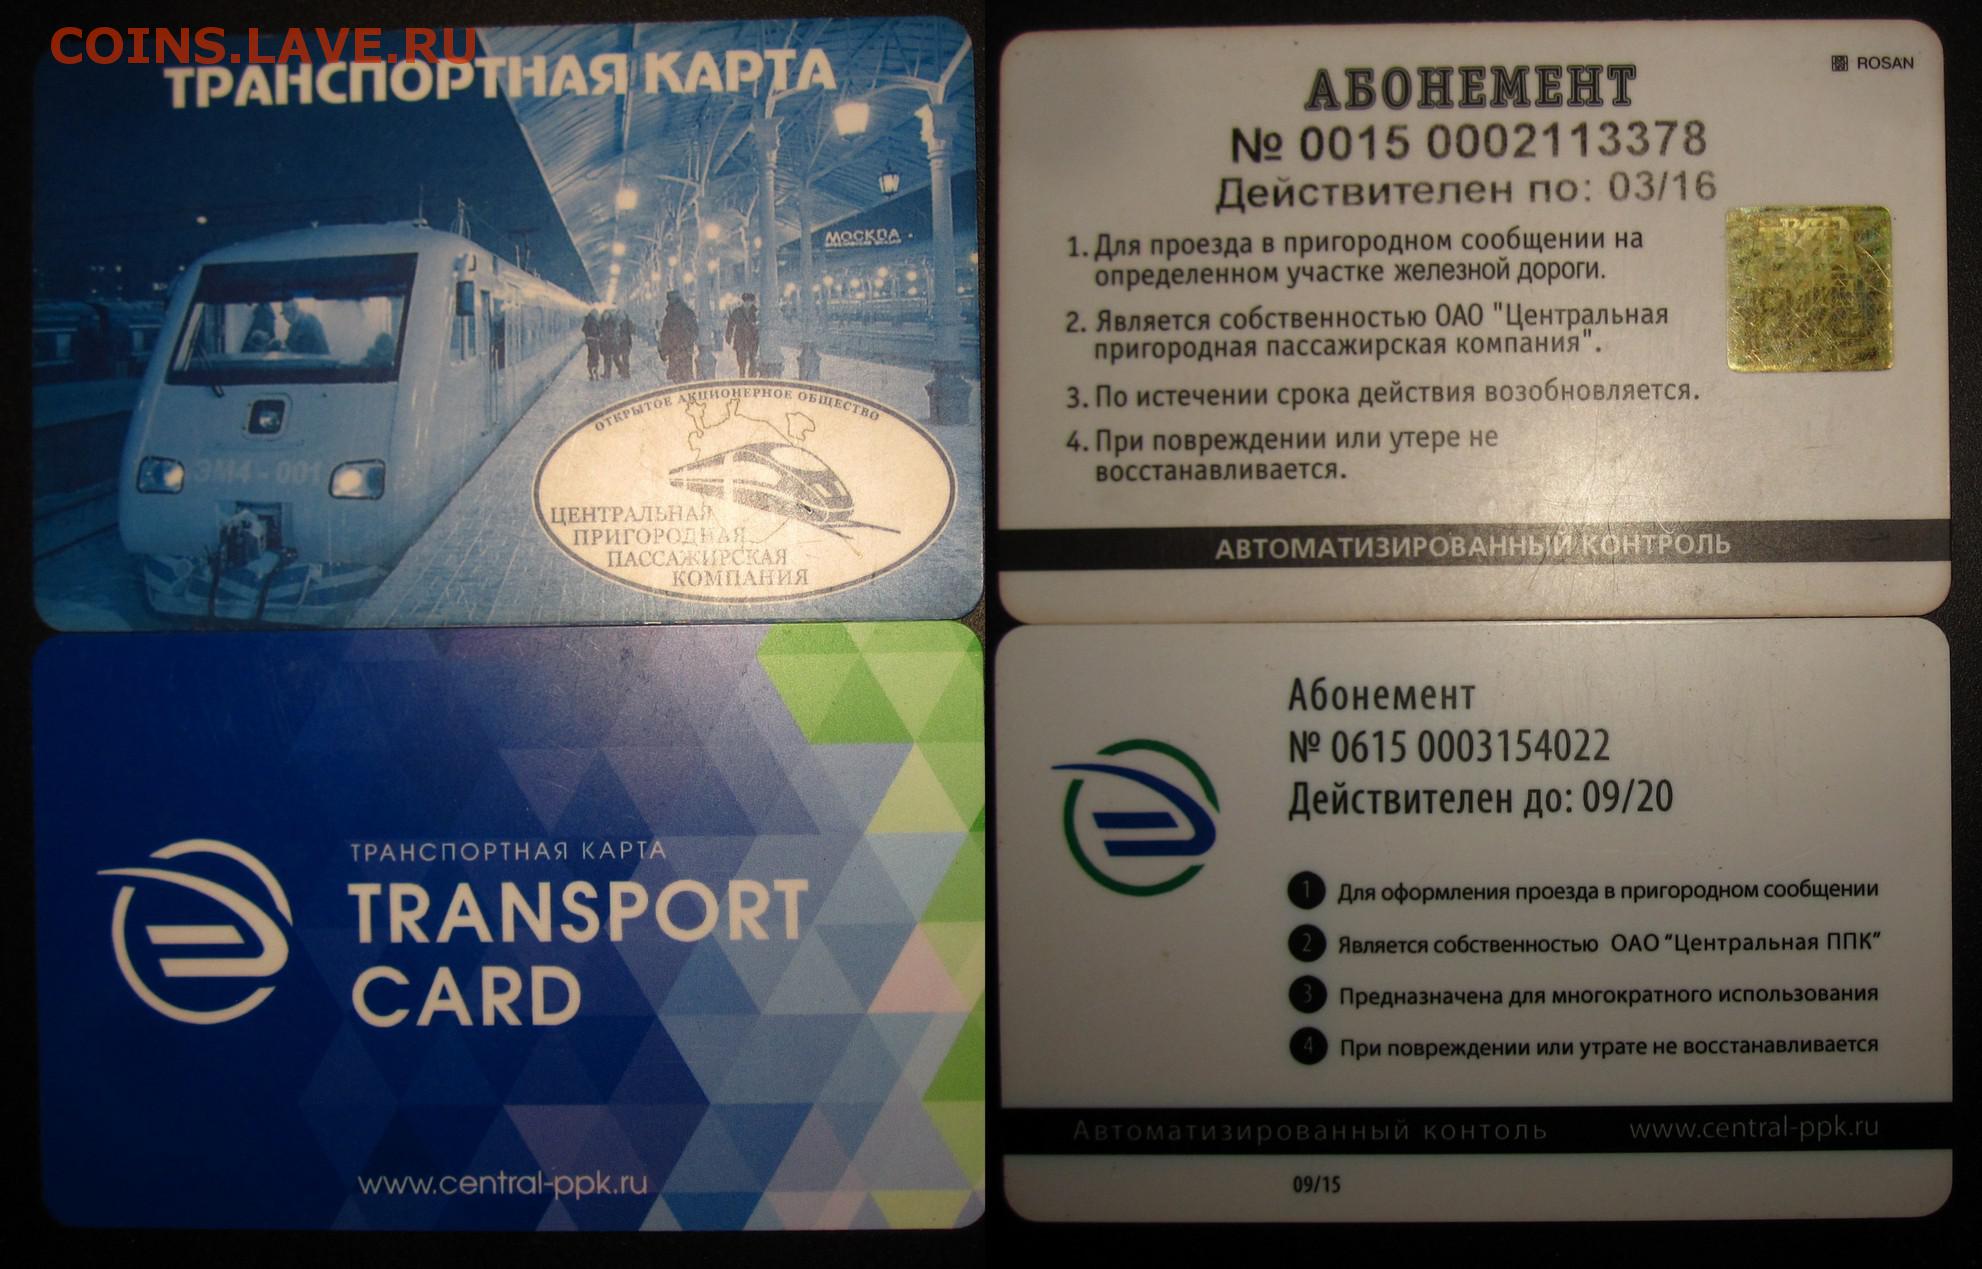 COINS.LAVE.RU
ТРАНСПОРТНАЯ КАРТА
МОСКВА
ЭМ4-001
ОТКРЫТОЕ АКЦИОНЕРНОЕ ОБЩЕСТВО
ЦЕНТРАЛЬНАЯ
ПРИГОРОДНАЯ
ПАССАЖИРСКАЯ
КОМПАНИЯ
ROSAN
АБОНЕМЕНТ
№ 0015 0002113378
Действителен по: 03/16
1. Для проезда в пригородном сообщении на
определенном участке железной дороги.
2. Является собственностью ОАО "Центральная
пригородная пассажирская компания".
3. По истечении срока действия возобновляется.
4. При повреждении или утере не
восстанавливается.
АВТОМАТИЗИРОВАННЫЙ КОНТРОЛЬ
ТРАНСПОРТНАЯ КАРТА
TRANSPORT
CARD
www.central-ppk.ru
Абонемент
№ 0615 0003154022
Действителен до: 09/20
1 Для оформления проезда в пригородном сообщении
2 Является собственностью ОАО "Центральная ППК"
3 Предназначена для многократного использования
4 При повреждении или утрате не восстанавливается
Автоматизированный контоль www.central-ppk.ru
09/15